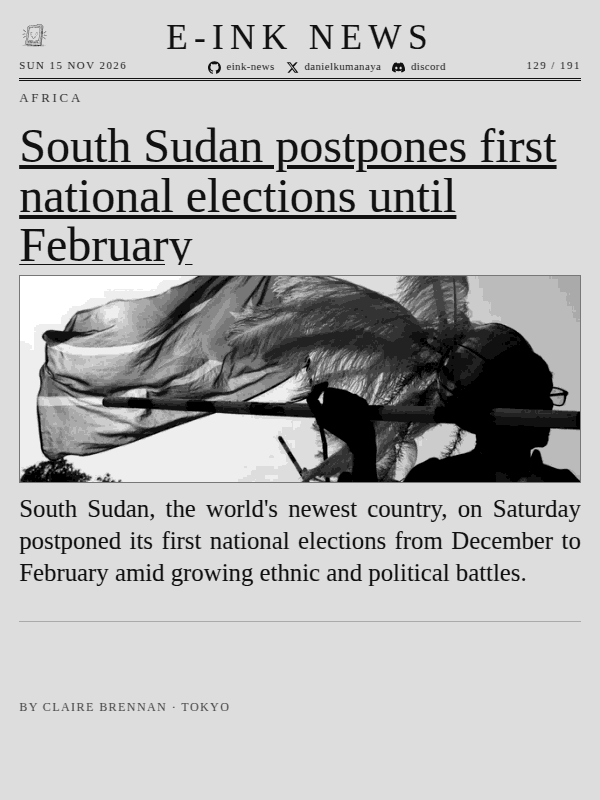 E-INK NEWS
SUN 15 NOV 2026
eink-news
danielkumanaya
discord
129 / 191
AFRICA
South Sudan postpones first
national elections until
February
South Sudan, the world's newest country, on Saturday
postponed its first national elections from December to
February amid growing ethnic and political battles.
BY CLAIRE BRENNAN · TOKYO